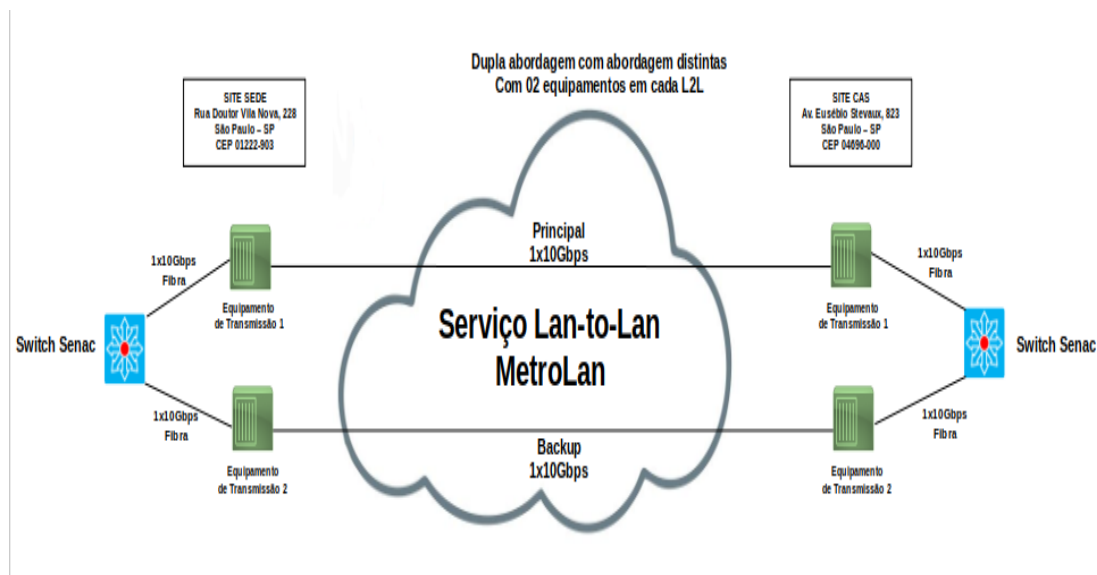 Dupla abordagem com abordagem distintas
Com 02 equipamentos em cada L2L
SITE SEDE
Rua Doutor Vila Nova, 228
São Paulo – SP
CEP 01222-903
SITE CAS
Av. Eusébio Stevaux, 823
São Paulo – SP
CEP 04696-000
Principal
1x10Gbps
1x10Gbps
Fibra
1x10Gbps
Fibra
Equipamento
de Transmissão 1
Equipamento
de Transmissão 1
Serviço Lan-to-Lan
MetroLan
Switch Senac
Switch Senac
1x10Gbps
Fibra
1x10Gbps
Fibra
Backup
1x10Gbps
Equipamento
de Transmissão 2
Equipamento
de Transmissão 2